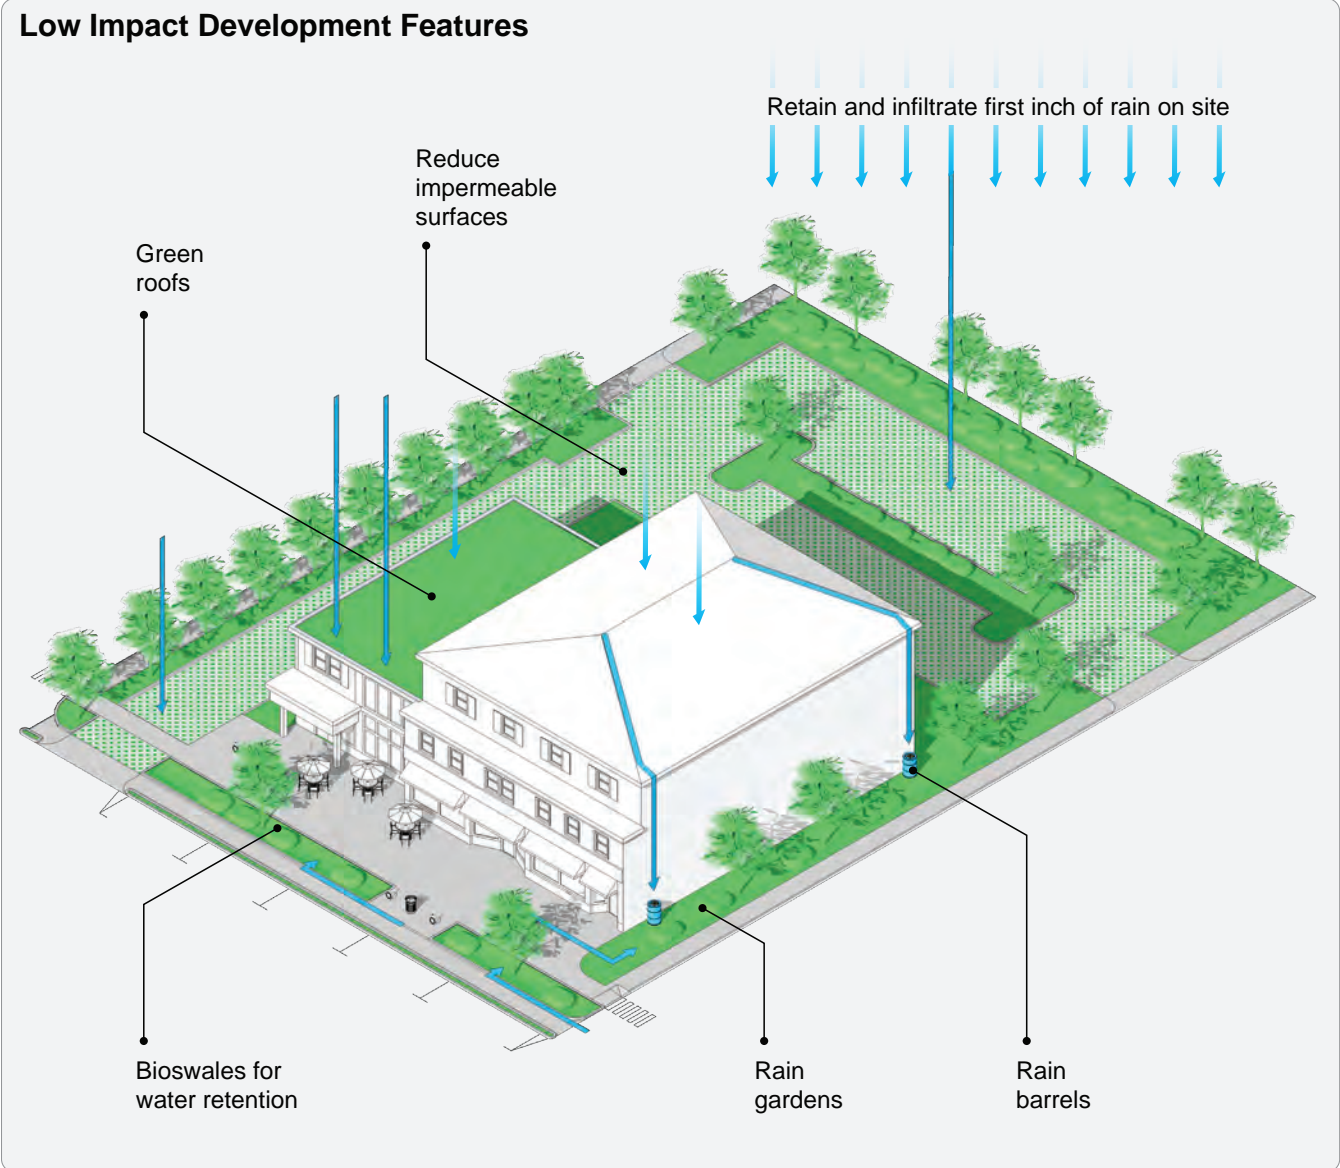 Low Impact Development Features
Retain and infiltrate first inch of rain on site
Reduce
impermeable
surfaces
Green
roofs
Bioswales for
water retention
Rain
gardens
Rain
barrels